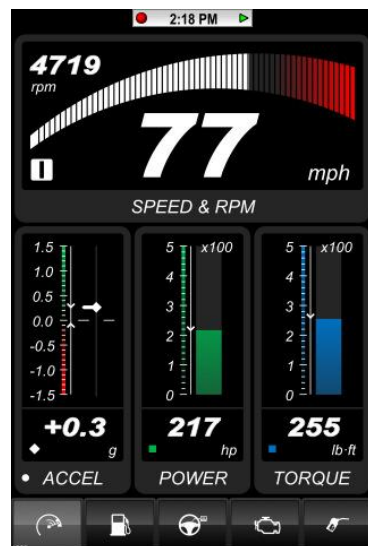 2:18 PM
4719
rpm
77
mph
SPEED & RPM
1.5
1.0
0.5
0.0
-0.5
-1.0
-1.5
+0.3
g
ACCEL
5 x100
4
3
2
1
0
217
hp
POWER
5 x100
4
3
2
1
0
255
lb·ft
TORQUE